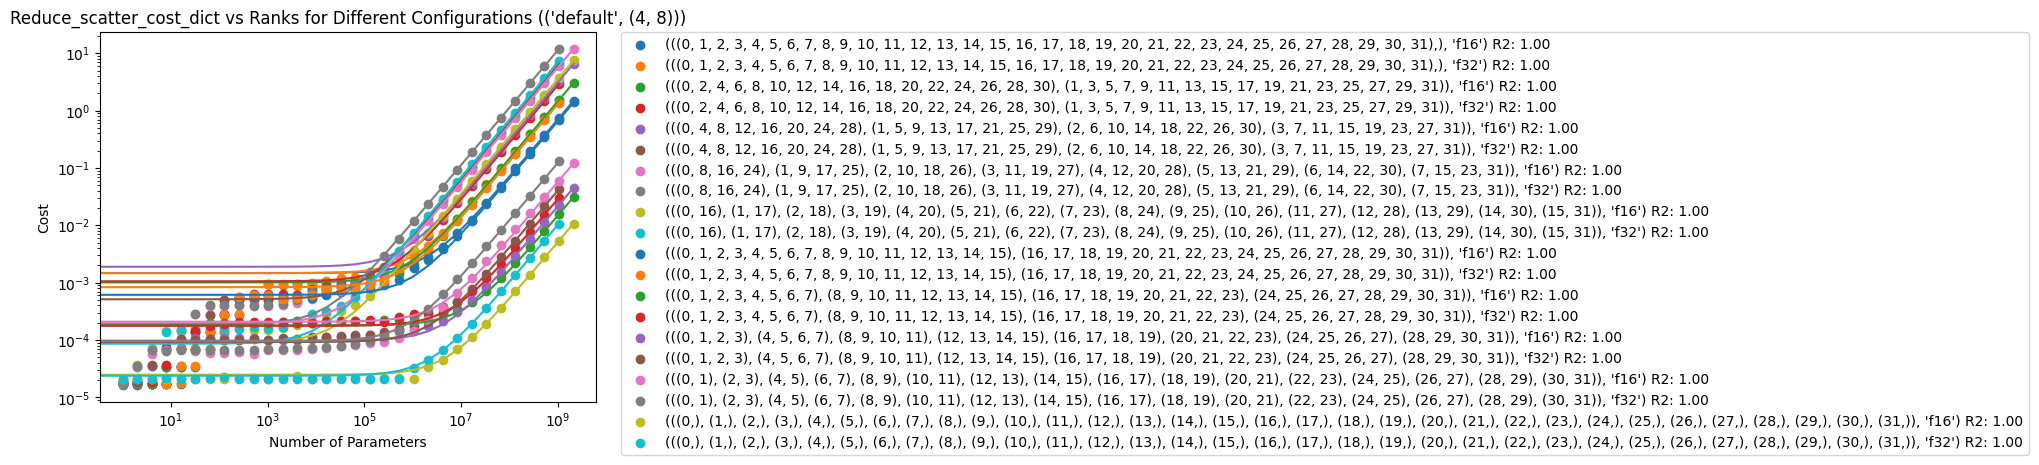 Reduce_scatter_cost_dict vs Ranks for Different Configurations (('default', (4, 8)))
10^1
10^0
10^-1
10^-2
10^-3
10^-4
10^-5
Cost
10^1
10^3
10^5
10^7
10^9
Number of Parameters
(((0, 1, 2, 3, 4, 5, 6, 7, 8, 9, 10, 11, 12, 13, 14, 15, 16, 17, 18, 19, 20, 21, 22, 23, 24, 25, 26, 27, 28, 29, 30, 31),), 'f16') R2: 1.00
(((0, 1, 2, 3, 4, 5, 6, 7, 8, 9, 10, 11, 12, 13, 14, 15, 16, 17, 18, 19, 20, 21, 22, 23, 24, 25, 26, 27, 28, 29, 30, 31),), 'f32') R2: 1.00
(((0, 2, 4, 6, 8, 10, 12, 14, 16, 18, 20, 22, 24, 26, 28, 30), (1, 3, 5, 7, 9, 11, 13, 15, 17, 19, 21, 23, 25, 27, 29, 31)), 'f16') R2: 1.00
(((0, 2, 4, 6, 8, 10, 12, 14, 16, 18, 20, 22, 24, 26, 28, 30), (1, 3, 5, 7, 9, 11, 13, 15, 17, 19, 21, 23, 25, 27, 29, 31)), 'f32') R2: 1.00
(((0, 4, 8, 12, 16, 20, 24, 28), (1, 5, 9, 13, 17, 21, 25, 29), (2, 6, 10, 14, 18, 22, 26, 30), (3, 7, 11, 15, 19, 23, 27, 31)), 'f16') R2: 1.00
(((0, 4, 8, 12, 16, 20, 24, 28), (1, 5, 9, 13, 17, 21, 25, 29), (2, 6, 10, 14, 18, 22, 26, 30), (3, 7, 11, 15, 19, 23, 27, 31)), 'f32') R2: 1.00
(((0, 8, 16, 24), (1, 9, 17, 25), (2, 10, 18, 26), (3, 11, 19, 27), (4, 12, 20, 28), (5, 13, 21, 29), (6, 14, 22, 30), (7, 15, 23, 31)), 'f16') R2: 1.00
(((0, 8, 16, 24), (1, 9, 17, 25), (2, 10, 18, 26), (3, 11, 19, 27), (4, 12, 20, 28), (5, 13, 21, 29), (6, 14, 22, 30), (7, 15, 23, 31)), 'f32') R2: 1.00
(((0, 16), (1, 17), (2, 18), (3, 19), (4, 20), (5, 21), (6, 22), (7, 23), (8, 24), (9, 25), (10, 26), (11, 27), (12, 28), (13, 29), (14, 30), (15, 31)), 'f16') R2: 1.00
(((0, 16), (1, 17), (2, 18), (3, 19), (4, 20), (5, 21), (6, 22), (7, 23), (8, 24), (9, 25), (10, 26), (11, 27), (12, 28), (13, 29), (14, 30), (15, 31)), 'f32') R2: 1.00
(((0, 1, 2, 3, 4, 5, 6, 7, 8, 9, 10, 11, 12, 13, 14, 15), (16, 17, 18, 19, 20, 21, 22, 23, 24, 25, 26, 27, 28, 29, 30, 31)), 'f16') R2: 1.00
(((0, 1, 2, 3, 4, 5, 6, 7, 8, 9, 10, 11, 12, 13, 14, 15), (16, 17, 18, 19, 20, 21, 22, 23, 24, 25, 26, 27, 28, 29, 30, 31)), 'f32') R2: 1.00
(((0, 1, 2, 3, 4, 5, 6, 7), (8, 9, 10, 11, 12, 13, 14, 15), (16, 17, 18, 19, 20, 21, 22, 23), (24, 25, 26, 27, 28, 29, 30, 31)), 'f16') R2: 1.00
(((0, 1, 2, 3, 4, 5, 6, 7), (8, 9, 10, 11, 12, 13, 14, 15), (16, 17, 18, 19, 20, 21, 22, 23), (24, 25, 26, 27, 28, 29, 30, 31)), 'f32') R2: 1.00
(((0, 1, 2, 3), (4, 5, 6, 7), (8, 9, 10, 11), (12, 13, 14, 15), (16, 17, 18, 19), (20, 21, 22, 23), (24, 25, 26, 27), (28, 29, 30, 31)), 'f16') R2: 1.00
(((0, 1, 2, 3), (4, 5, 6, 7), (8, 9, 10, 11), (12, 13, 14, 15), (16, 17, 18, 19), (20, 21, 22, 23), (24, 25, 26, 27), (28, 29, 30, 31)), 'f32') R2: 1.00
(((0, 1), (2, 3), (4, 5), (6, 7), (8, 9), (10, 11), (12, 13), (14, 15), (16, 17), (18, 19), (20, 21), (22, 23), (24, 25), (26, 27), (28, 29), (30, 31)), 'f16') R2: 1.00
(((0, 1), (2, 3), (4, 5), (6, 7), (8, 9), (10, 11), (12, 13), (14, 15), (16, 17), (18, 19), (20, 21), (22, 23), (24, 25), (26, 27), (28, 29), (30, 31)), 'f32') R2: 1.00
(((0,), (1,), (2,), (3,), (4,), (5,), (6,), (7,), (8,), (9,), (10,), (11,), (12,), (13,), (14,), (15,), (16,), (17,), (18,), (19,), (20,), (21,), (22,), (23,), (24,), (25,), (26,), (27,), (28,), (29,), (30,), (31,)), 'f16') R2: 1.00
(((0,), (1,), (2,), (3,), (4,), (5,), (6,), (7,), (8,), (9,), (10,), (11,), (12,), (13,), (14,), (15,), (16,), (17,), (18,), (19,), (20,), (21,), (22,), (23,), (24,), (25,), (26,), (27,), (28,), (29,), (30,), (31,)), 'f32') R2: 1.00